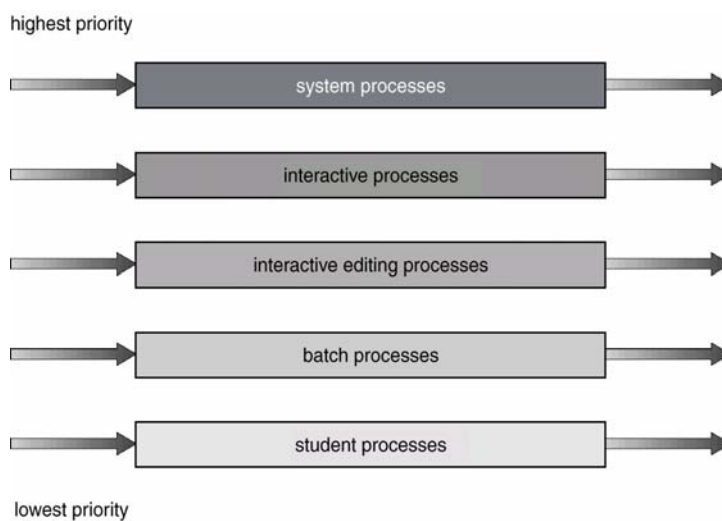 highest priority
system processes
interactive processes
interactive editing processes
batch processes
student processes
lowest priority